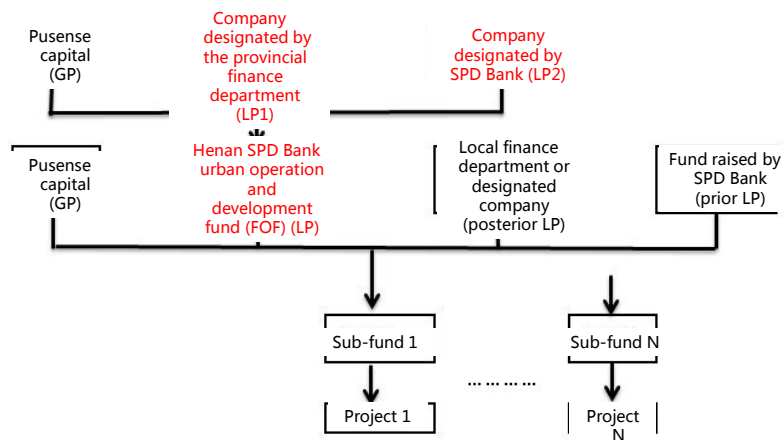 Pusense
capital
(GP)
Company
designated by
the provincial
finance
department
(LP1)
Company
designated by
SPD Bank (LP2)
Pusense
capital
(GP)
Henan SPD Bank
urban operation
and
development
fund (FOF) (LP)
Local finance
department or
designated
company
(posterior LP)
Fund raised by
SPD Bank
(prior LP)
Sub-fund 1
Sub-fund N
Project 1
…………
Project
N